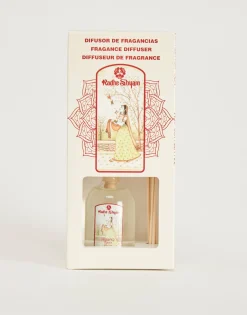 DIFUSOR DE FRAGANCIAS
FRAGANCE DIFFUSER
DIFFUSEUR DE FRAGRANCE
Radhe Shyam
Radhe Shyam